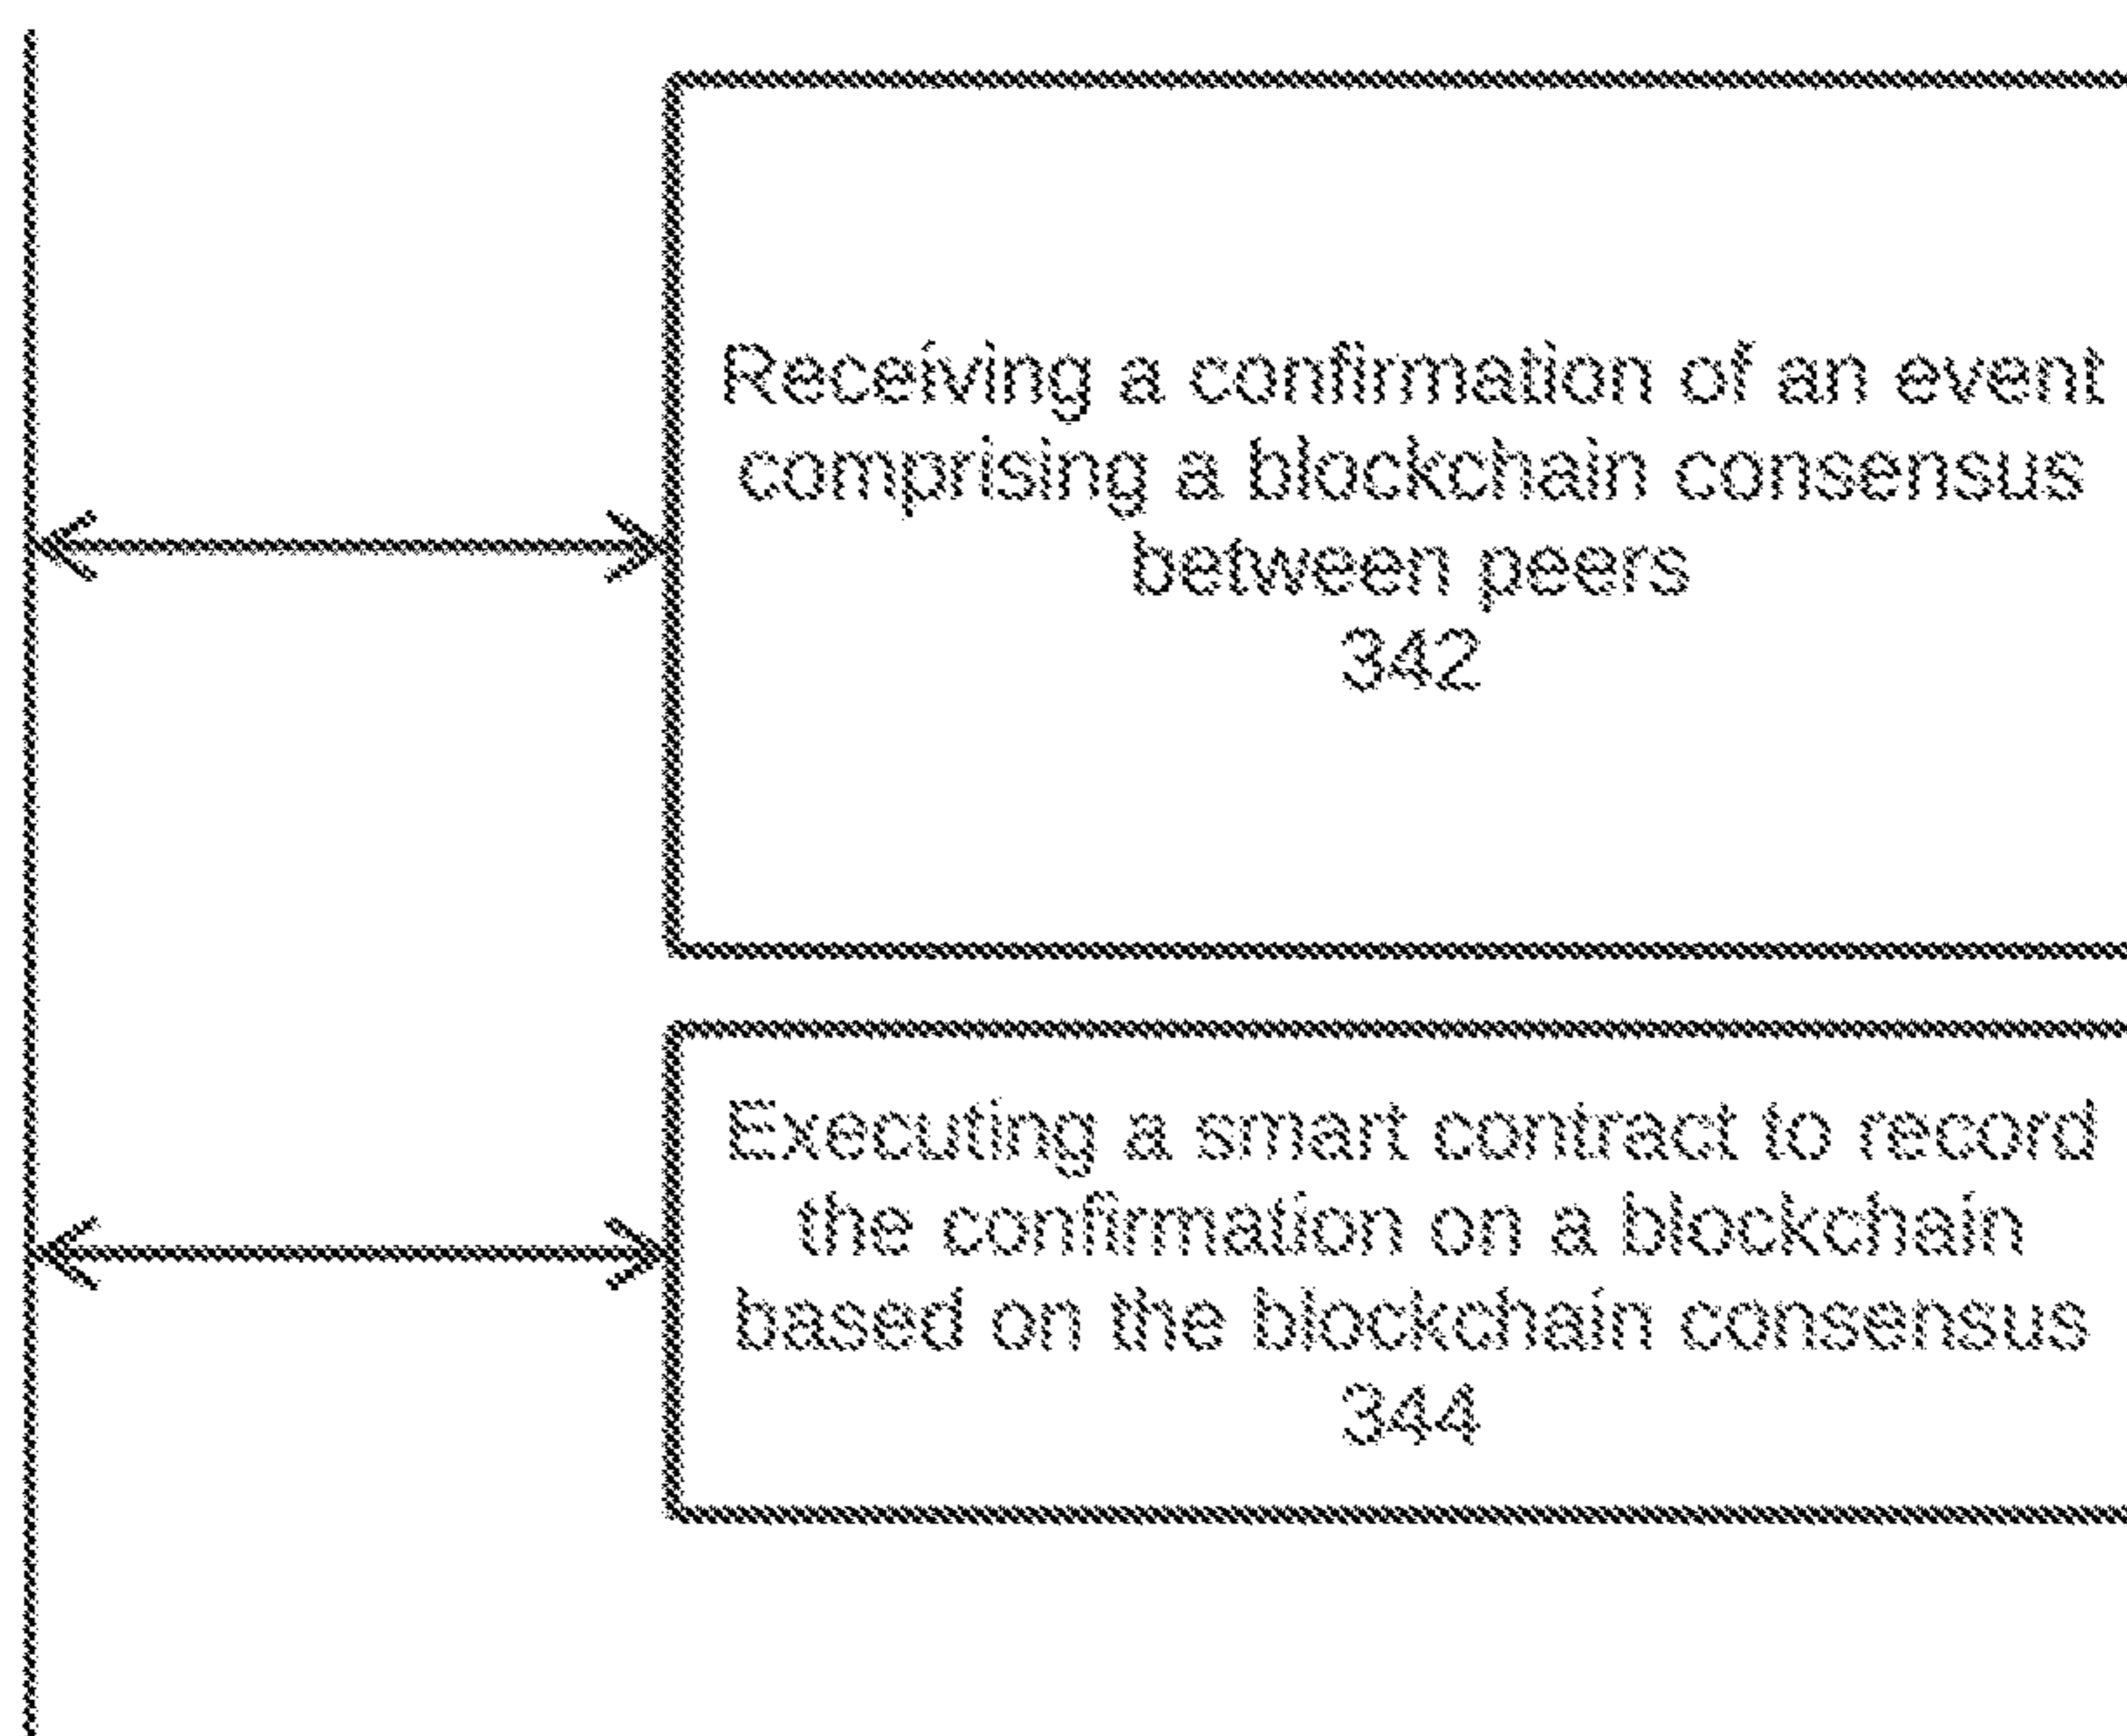 Receiving a confirmation of an event
comprising a blockchain consensus
between peers
342
Executing a smart contract to record
the confirmation on a blockchain
based on the blockchain consensus
344